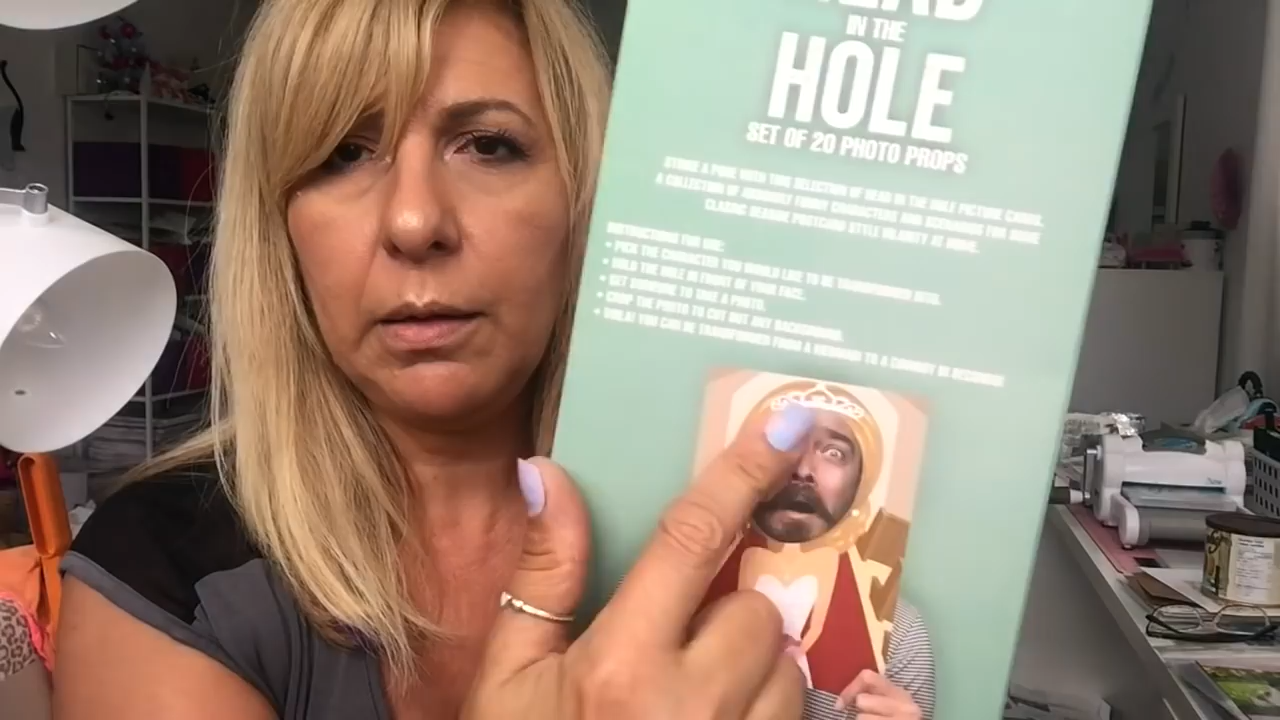 HEAD
IN THE
HOLE
SET OF 20 PHOTO PROPS
STRIKE A POSE WITH THIS SELECTION OF HEAD IN THE HOLE PICTURE CARDS.
A COLLECTION OF HILARIOUSLY FUNNY CHARACTERS AND SCENARIOS FOR SOME
CLASSIC SEASIDE POSTCARD STYLE HILARITY AT HOME.
INSTRUCTIONS FOR USE:
• PICK THE CHARACTER YOU WOULD LIKE TO BE TRANSFORMED INTO.
• HOLD THE HOLE IN FRONT OF YOUR FACE.
• GET SOMEONE TO TAKE A PHOTO.
• CROP THE PHOTO TO CUT OUT ANY BACKGROUND.
• VOILA! YOU CAN BE TRANSFORMED FROM A MERMAID TO A COWBOY IN SECONDS!